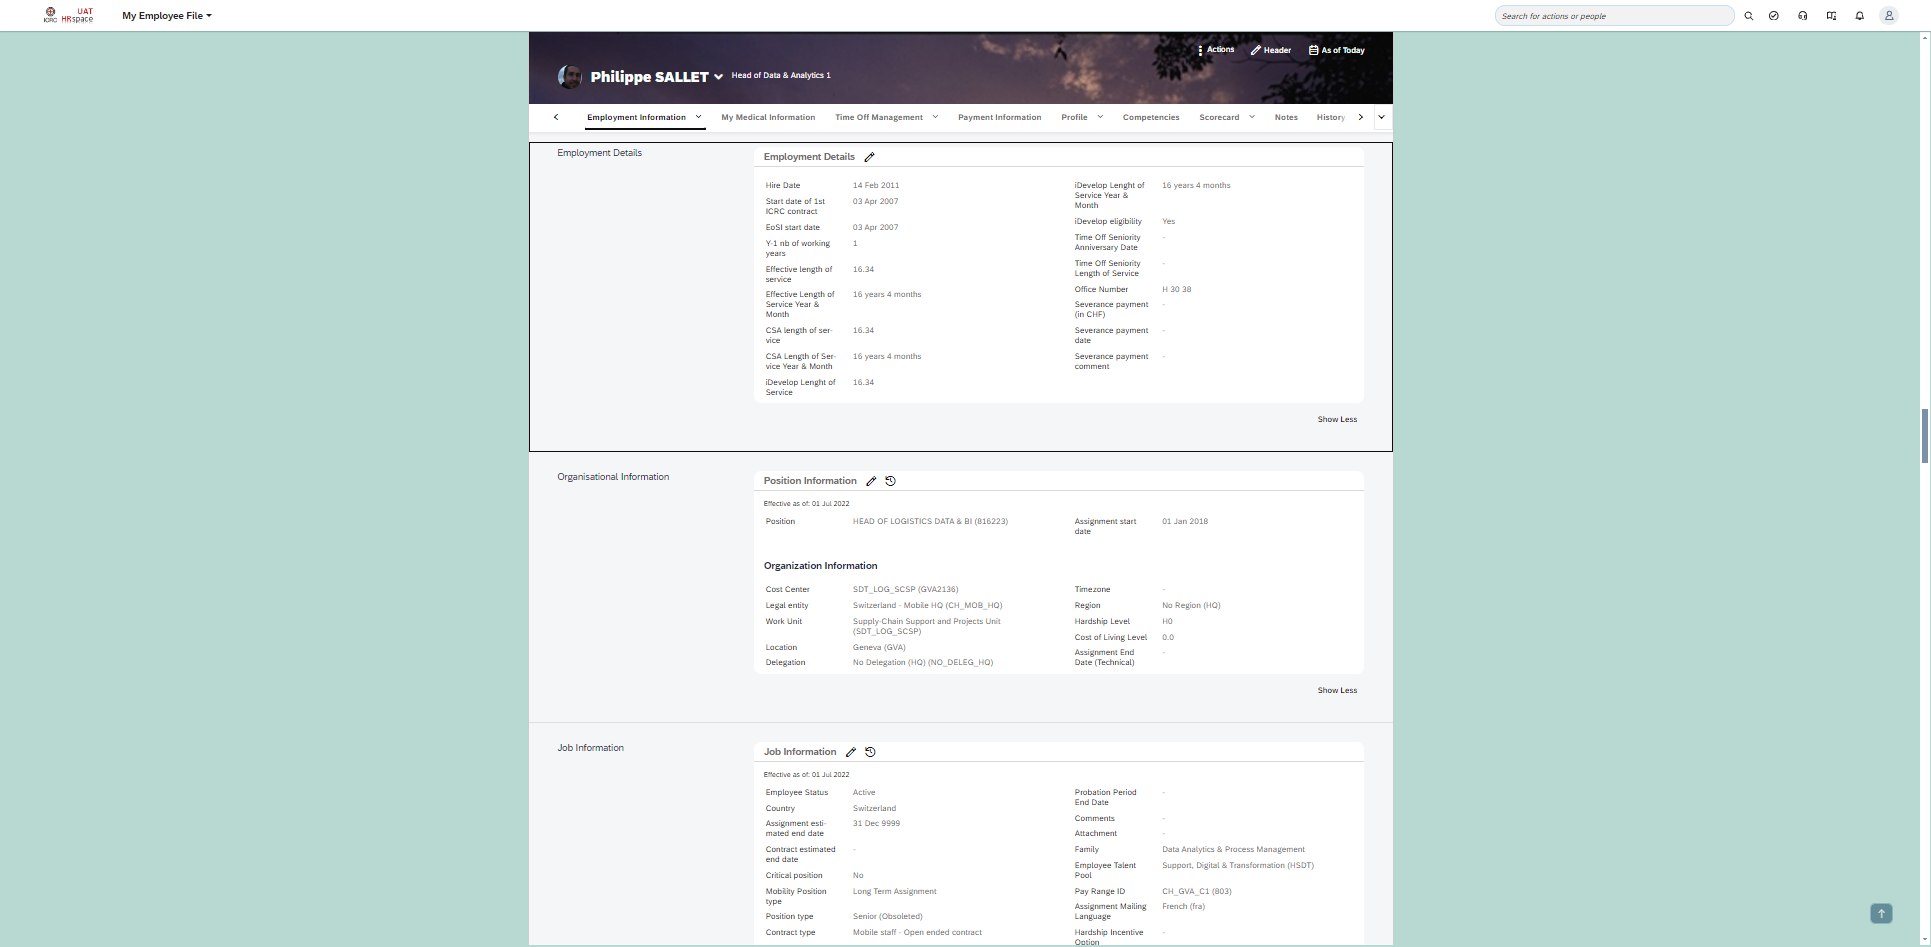 ICRC UAT HRspace My Employee File Search for actions or people
Actions Header As of Today
Philippe SALLET Head of Data & Analytics 1
Employment Information My Medical Information Time Off Management Payment Information Profile Competencies Scorecard Notes History
Employment Details
Employment Details
Hire Date 14 Feb 2011
Start date of 1st
ICRC contract 03 Apr 2007
EoSI start date 03 Apr 2007
Y-1 nb of working
years 1
Effective length of
service 16.34
Effective Length of
Service Year &
Month 16 years 4 months
CSA length of ser-
vice 16.34
CSA Length of Ser-
vice Year & Month 16 years 4 months
iDevelop Lenght of
Service 16.34
iDevelop Lenght of
Service Year &
Month 16 years 4 months
iDevelop eligibility Yes
Time Off Seniority
Anniversary Date -
Time Off Seniority
Length of Service -
Office Number H 30 38
Severance payment
(in CHF) -
Severance payment
date -
Severance payment
comment -
Show Less
Organisational Information
Position Information
Effective as of: 01 Jul 2022
Position HEAD OF LOGISTICS DATA & BI (816223)
Assignment start
date 01 Jan 2018
Organization Information
Cost Center SDT_LOG_SCSP (GVA2136)
Legal entity Switzerland - Mobile HQ (CH_MOB_HQ)
Work Unit Supply-Chain Support and Projects Unit
(SDT_LOG_SCSP)
Location Geneva (GVA)
Delegation No Delegation (HQ) (NO_DELEG_HQ)
Timezone -
Region No Region (HQ)
Hardship Level H0
Cost of Living Level 0.0
Assignment End
Date (Technical) -
Show Less
Job Information
Job Information
Effective as of: 01 Jul 2022
Employee Status Active
Country Switzerland
Assignment esti-
mated end date 31 Dec 9999
Contract estimated
end date -
Critical position No
Mobility Position
type Long Term Assignment
Position type Senior (Obsoleted)
Contract type Mobile staff - Open ended contract
Probation Period
End Date -
Comments -
Attachment -
Family Data Analytics & Process Management
Employee Talent
Pool Support, Digital & Transformation (HSDT)
Pay Range ID CH_GVA_C1 (803)
Assignment Mailing
Language French (fra)
Hardship Incentive
Option -